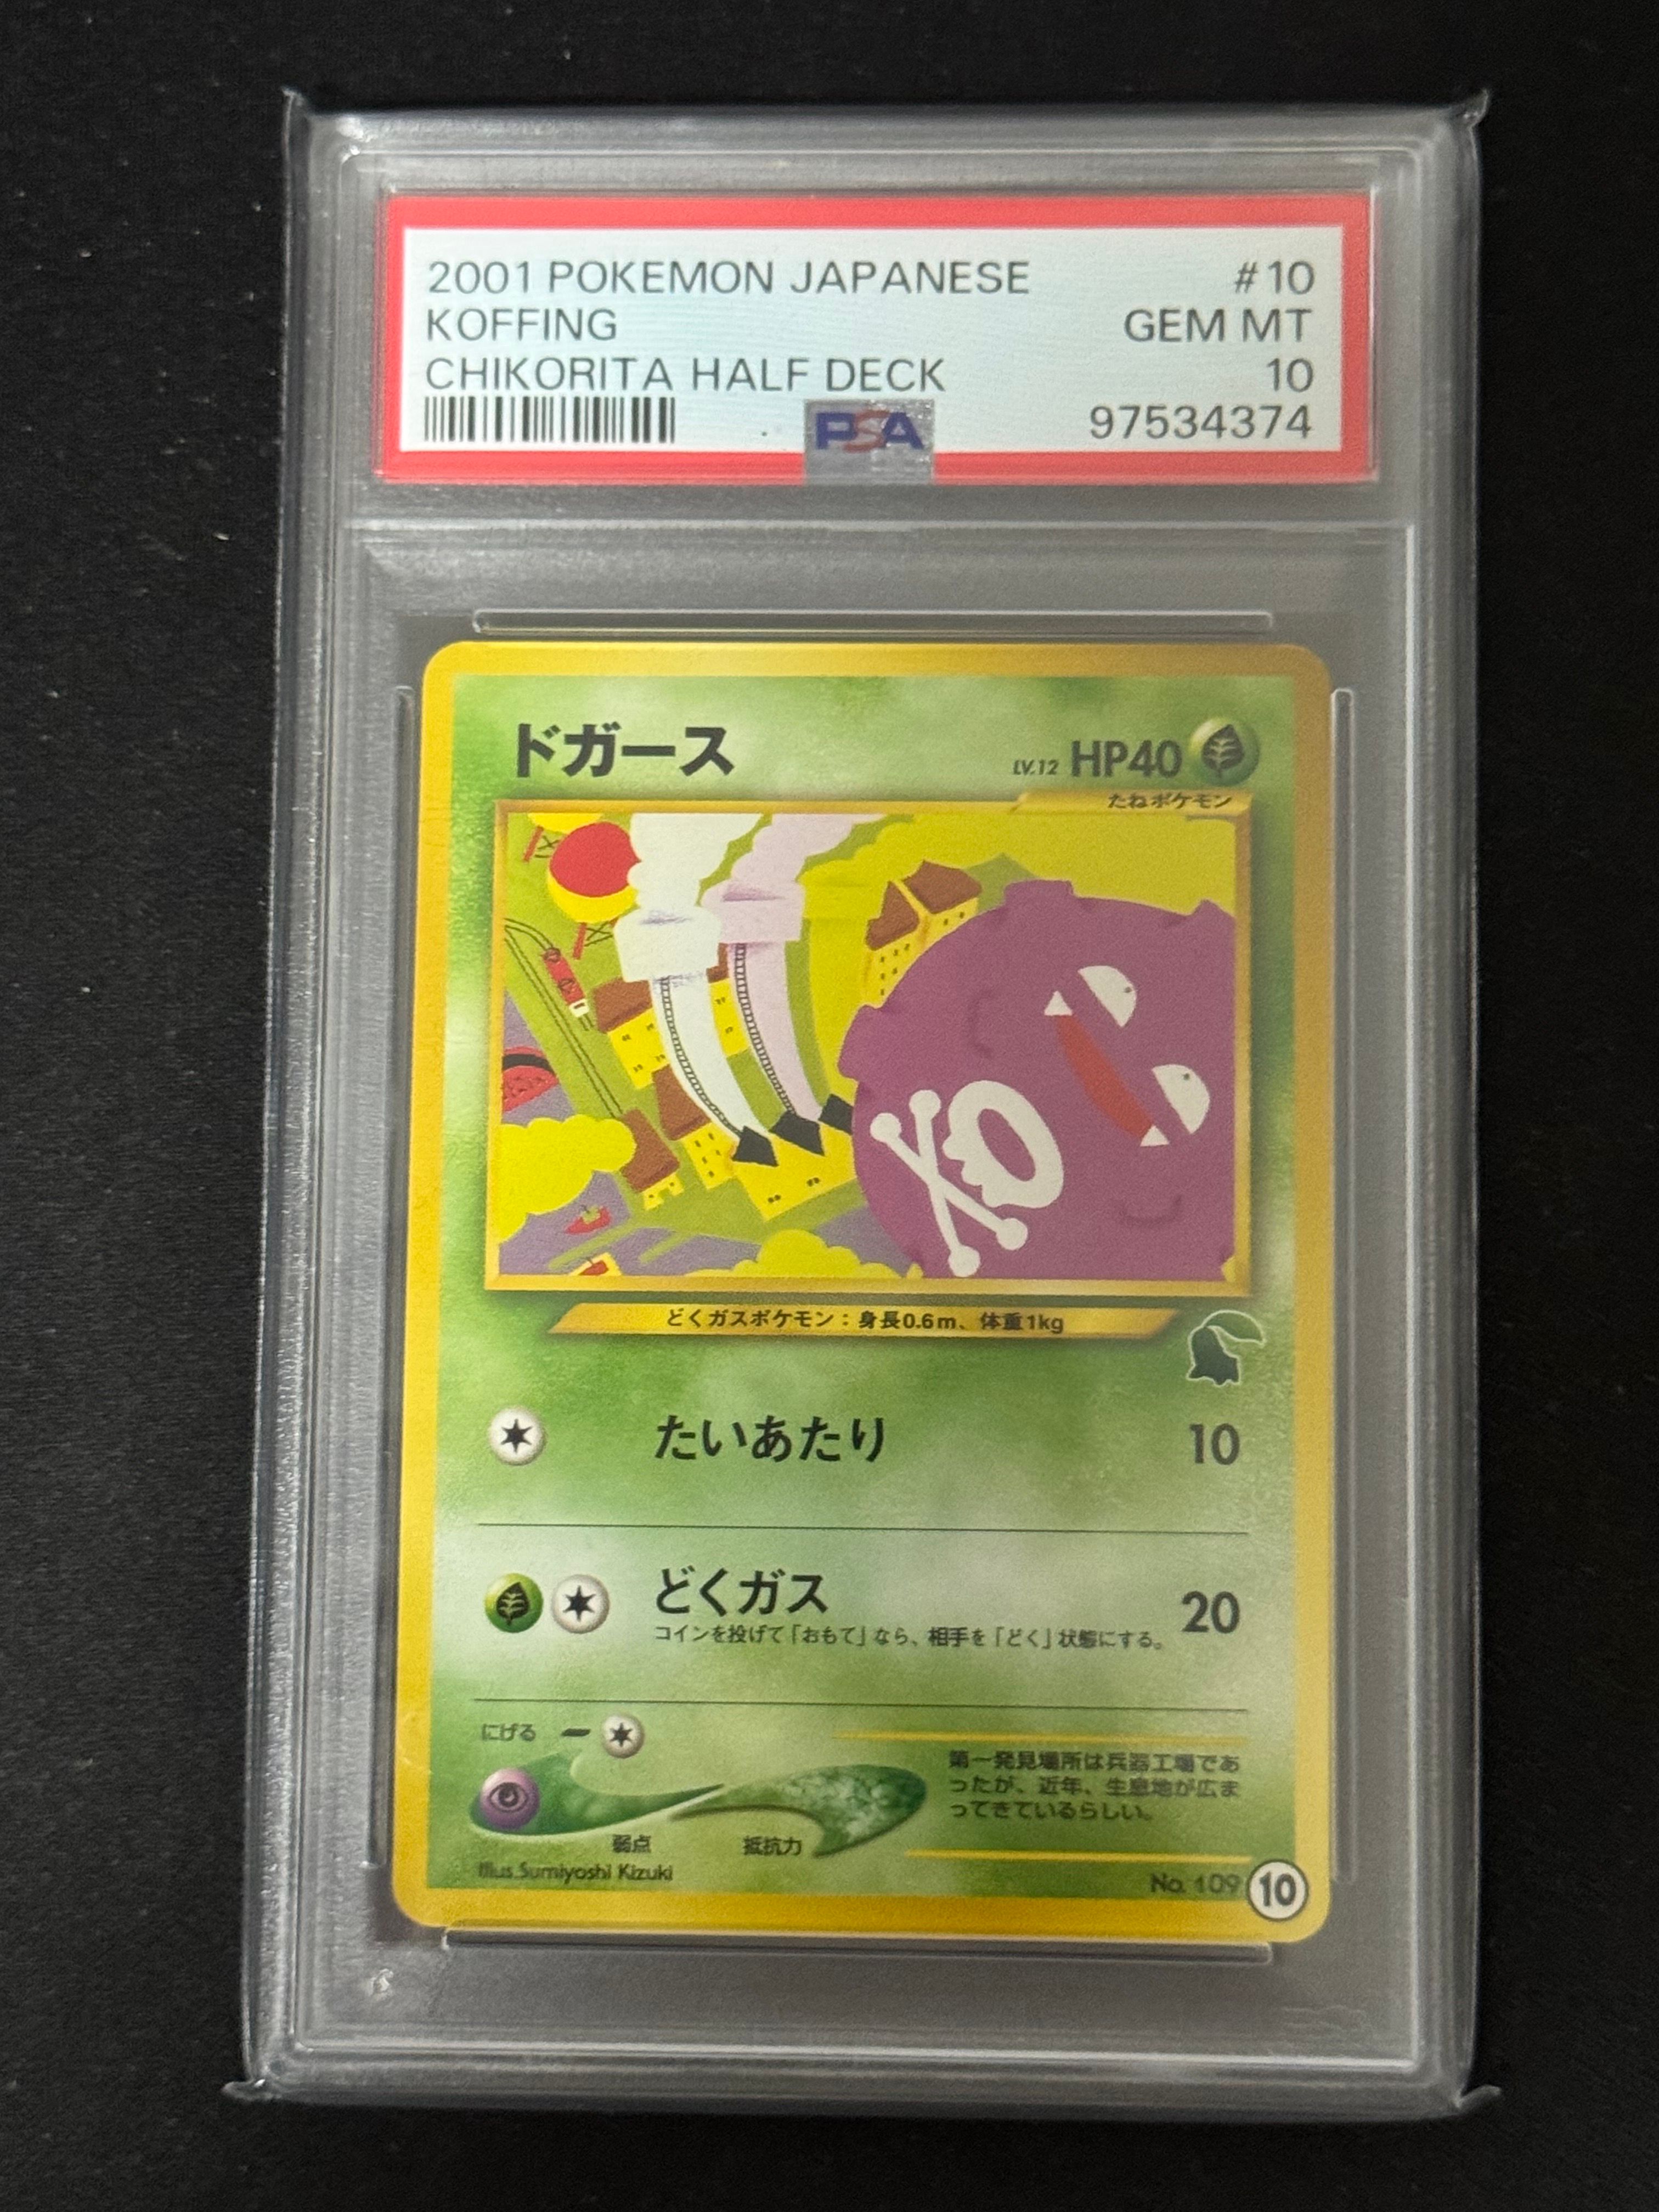 2001 POKEMON JAPANESE #10
KOFFING GEM MT
CHIKORITA HALF DECK 10
PSA 97534374
ドガース LV.12 HP40
たねポケモン
どくガスポケモン：身長0.6m、体重1kg
たいあたり 10
どくガス 20
コインを投げて「おもて」なら、相手を「どく」状態にする。
にげる
第一発見場所は兵器工場であ
ったが、近年、生息地が広ま
ってきているらしい。
弱点 抵抗力
Illus.Sumiyoshi Kizuki
No. 109 10